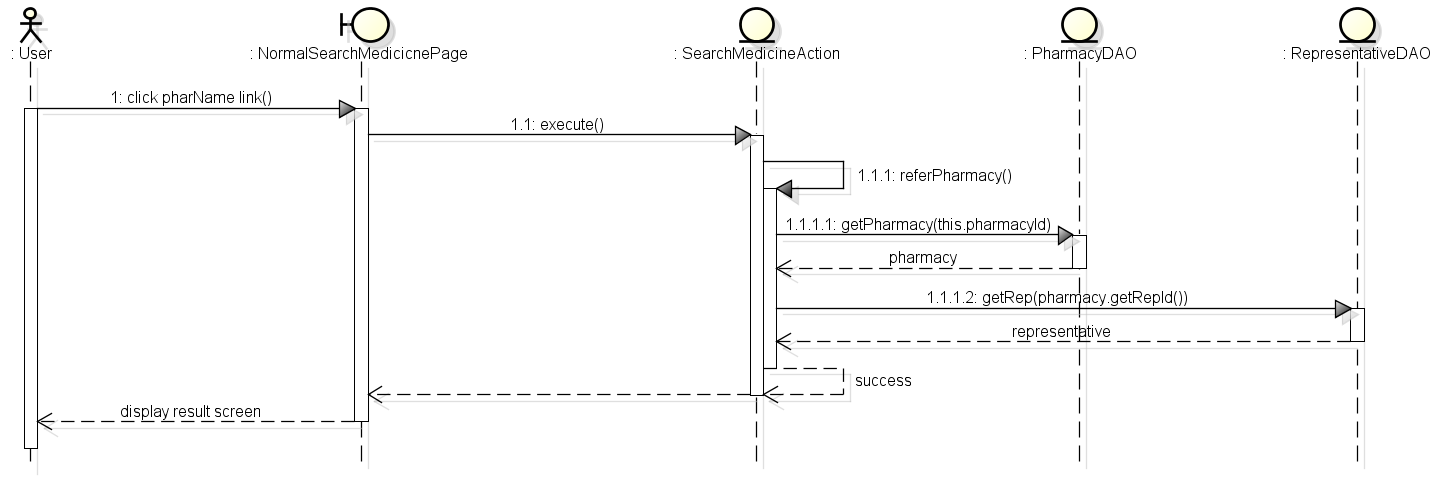 : User
: NormalSearchMedicicnePage
: SearchMedicineAction
: PharmacyDAO
: RepresentativeDAO
1: click pharName link()
1.1: execute()
1.1.1: referPharmacy()
1.1.1.1: getPharmacy(this.pharmacyId)
pharmacy
1.1.1.2: getRep(pharmacy.getRepId())
representative
success
display result screen